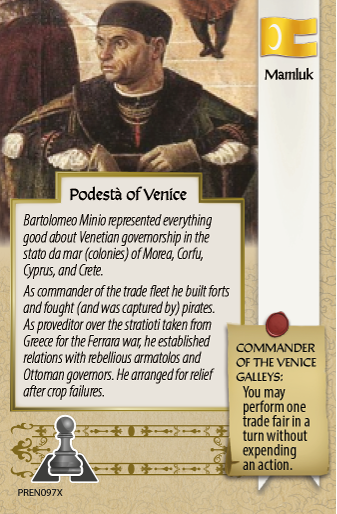 Mamluk
Podestà of Venice
Bartolomeo Minio represented everything
good about Venetian governorship in the
stato da mar (colonies) of Morea, Corfu,
Cyprus, and Crete.
As commander of the trade fleet he built forts
and fought (and was captured by) pirates.
As proveditor over the stratioti taken from
Greece for the Ferrara war, he established
relations with rebellious armatolos and
Ottoman governors. He arranged for relief
after crop failures.
COMMANDER
OF THE VENICE
GALLEYS:
You may
perform one
trade fair in a
turn without
expending
an action.
PREN097X